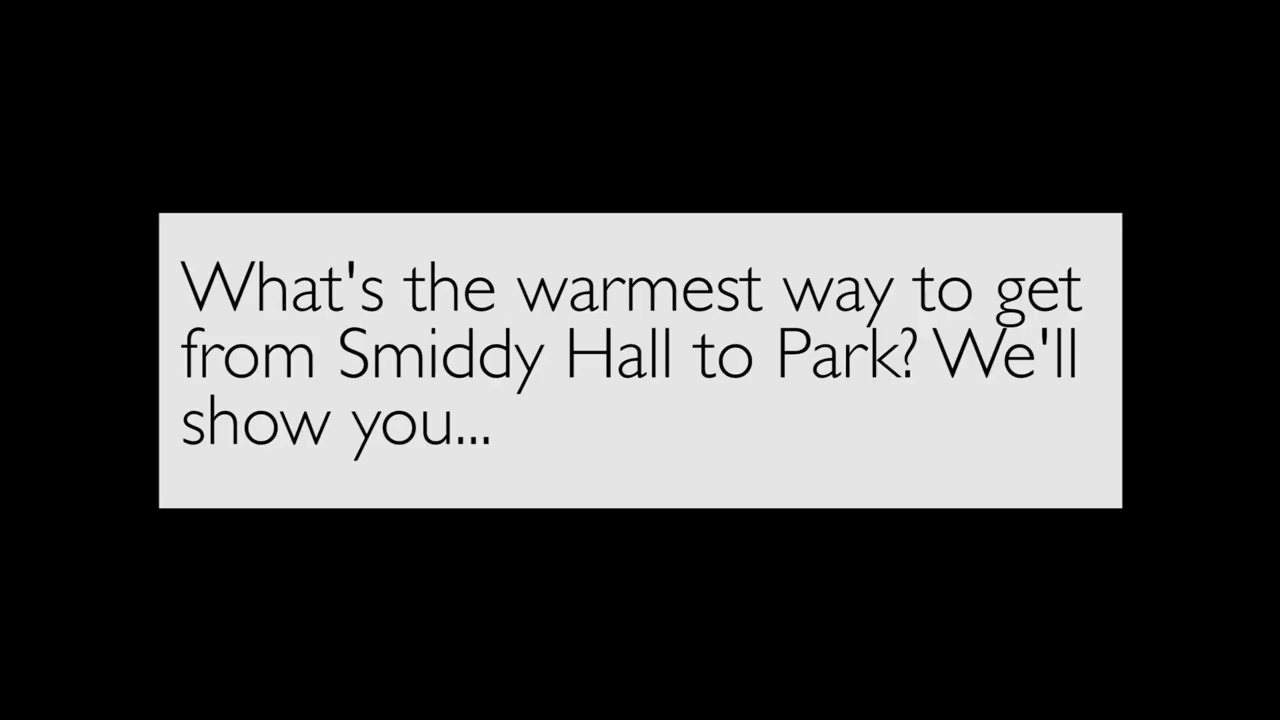 What's the warmest way to get
from Smiddy Hall to Park? We'll
show you...